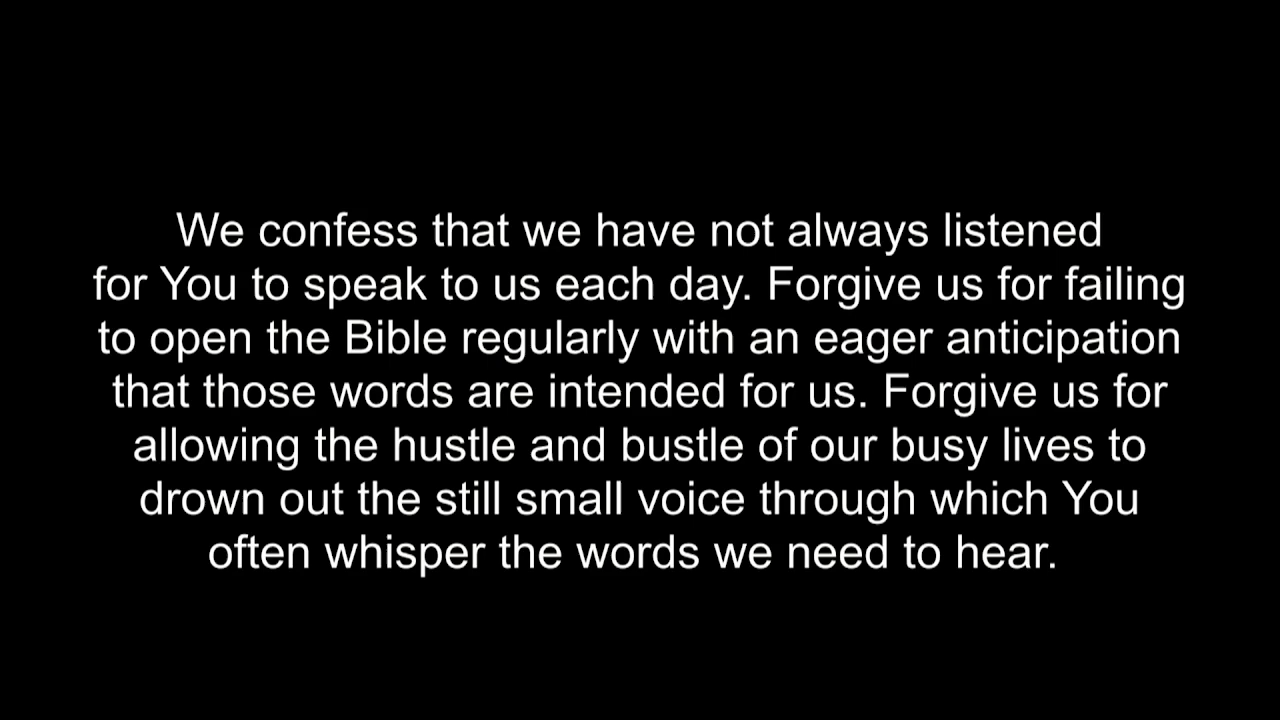 We confess that we have not always listened
for You to speak to us each day. Forgive us for failing
to open the Bible regularly with an eager anticipation
that those words are intended for us. Forgive us for
allowing the hustle and bustle of our busy lives to
drown out the still small voice through which You
often whisper the words we need to hear.